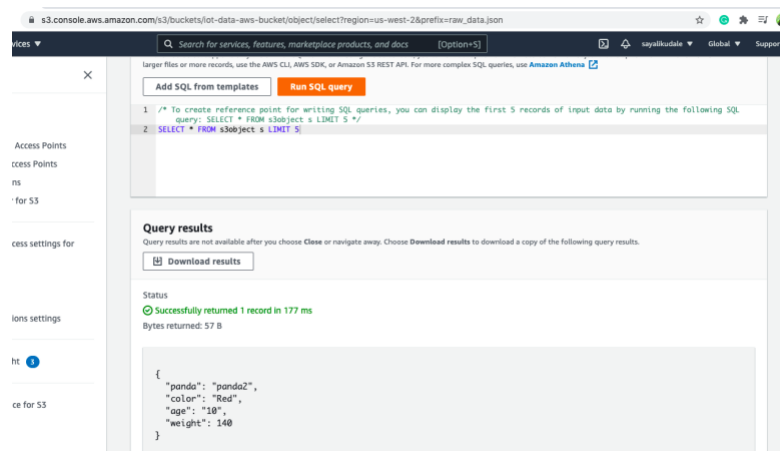 s3.console.aws.amazon.com/s3/buckets/iot-data-aws-bucket/object/select?region=us-west-2&prefix=raw_data.json
vices ▼
Search for services, features, marketplace products, and docs [Option+S]
sayalikudale ▼ Global ▼ Suppor
larger files or more records, use the AWS CLI, AWS SDK, or Amazon S3 REST API. For more complex SQL queries, use Amazon Athena
Add SQL from templates Run SQL query
1 /* To create reference point for writing SQL queries, you can display the first 5 records of input data by running the following SQL
query: SELECT * FROM s3object s LIMIT 5 */
2 SELECT * FROM s3object s LIMIT 5
Access Points
ccess Points
ns
for S3
cess settings for
ions settings
ht 3
ce for S3
Query results
Query results are not available after you choose Close or navigate away. Choose Download results to download a copy of the following query results.
Download results
Status
Successfully returned 1 record in 177 ms
Bytes returned: 57 B
{
"panda": "panda2",
"color": "Red",
"age": "10",
"weight": 140
}